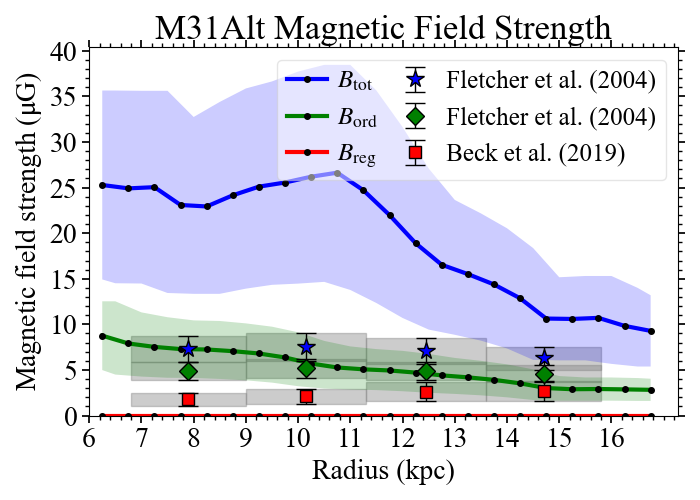 M31Alt Magnetic Field Strength
Magnetic field strength (μG)
40
35
30
25
20
15
10
5
0
B_tot
B_ord
B_reg
Fletcher et al. (2004)
Fletcher et al. (2004)
Beck et al. (2019)
6 7 8 9 10 11 12 13 14 15 16
Radius (kpc)